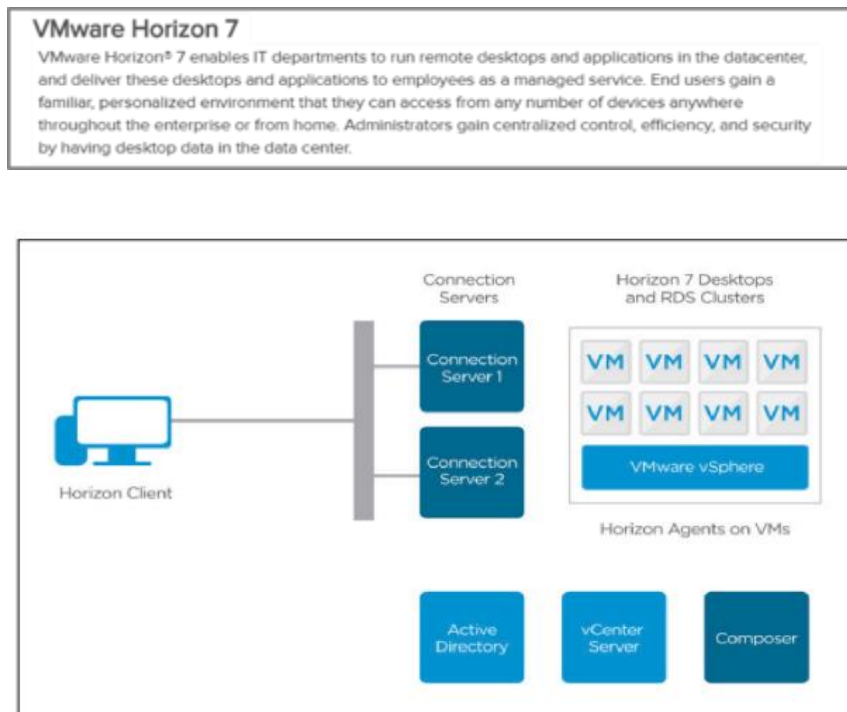 VMware Horizon 7
VMware Horizon® 7 enables IT departments to run remote desktops and applications in the datacenter,
and deliver these desktops and applications to employees as a managed service. End users gain a
familiar, personalized environment that they can access from any number of devices anywhere
throughout the enterprise or from home. Administrators gain centralized control, efficiency, and security
by having desktop data in the data center.
Connection
Servers
Horizon 7 Desktops
and RDS Clusters
Connection
Server 1
VM VM VM VM
VM VM VM VM
Connection
Server 2
VMware vSphere
Horizon Client
Horizon Agents on VMs
Active
Directory
vCenter
Server
Composer